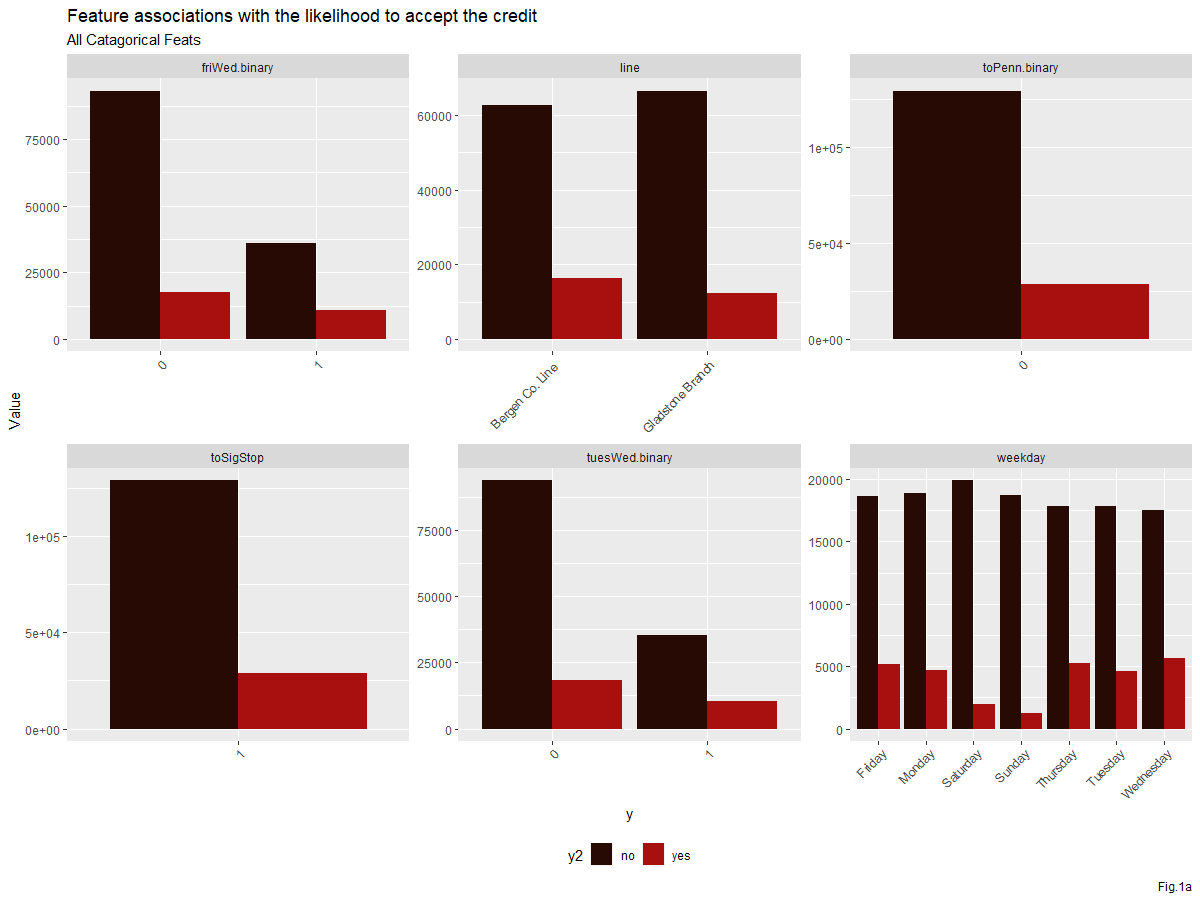 Feature associations with the likelihood to accept the credit
All Catagorical Feats
friWed.binary
75000
50000
25000
0
0
1
line
60000
40000
20000
0
Bergen Co. Line
Gladstone Branch
toPenn.binary
1e+05
5e+04
0e+00
0
Value
toSigStop
1e+05
5e+04
0e+00
1
tuesWed.binary
75000
50000
25000
0
0
1
weekday
20000
15000
10000
5000
0
Friday
Monday
Saturday
Sunday
Thursday
Tuesday
Wednesday
y
y2 no yes
Fig.1a